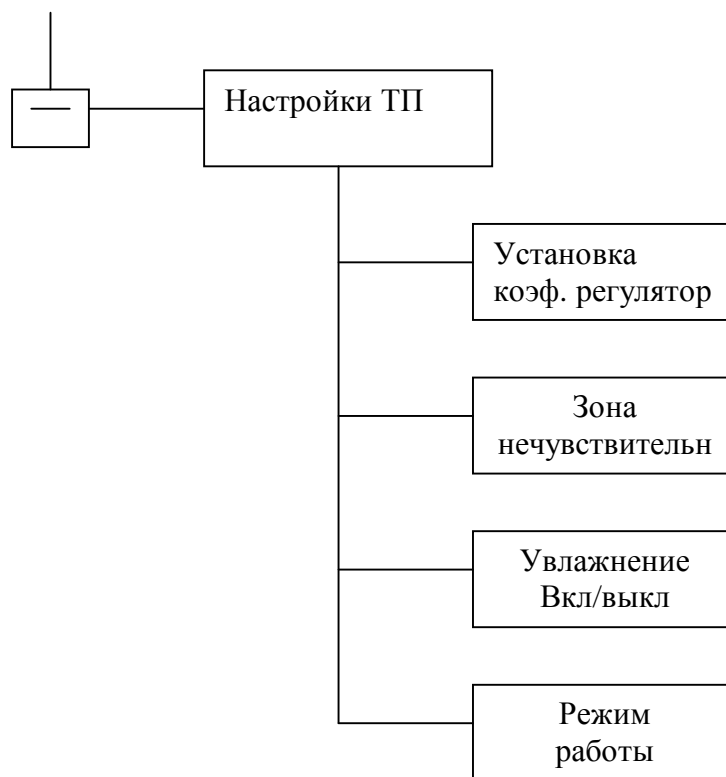 Настройки ТП
Установка
коэф. регулятор
Зона
нечувствительн
Увлажнение
Вкл/выкл
Режим
работы